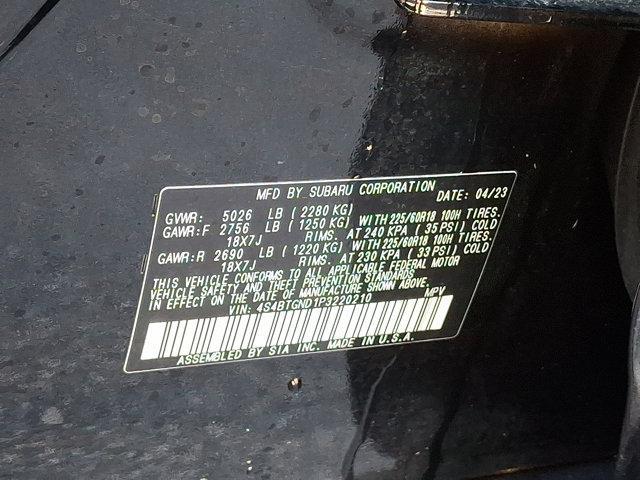 MFD BY SUBARU CORPORATION DATE: 04/23
GVWR: 5026 LB ( 2280 KG)
GAWR:F 2756 LB ( 1250 KG) WITH 225/60R18 100H TIRES.
18X7J RIMS. AT 240 KPA ( 35 PSI) COLD
GAWR:R 2690 LB ( 1220 KG) WITH 225/60R18 100H TIRES.
18X7J RIMS. AT 230 KPA ( 33 PSI) COLD
THIS VEHICLE CONFORMS TO ALL APPLICABLE FEDERAL MOTOR
VEHICLE SAFETY AND THEFT PREVENTION STANDARDS
IN EFFECT ON THE DATE OF MANUFACTURE SHOWN ABOVE.
VIN: 4S4BTGND1P3220210 MPV
ASSEMBLED BY SIA INC. MADE IN U.S.A.